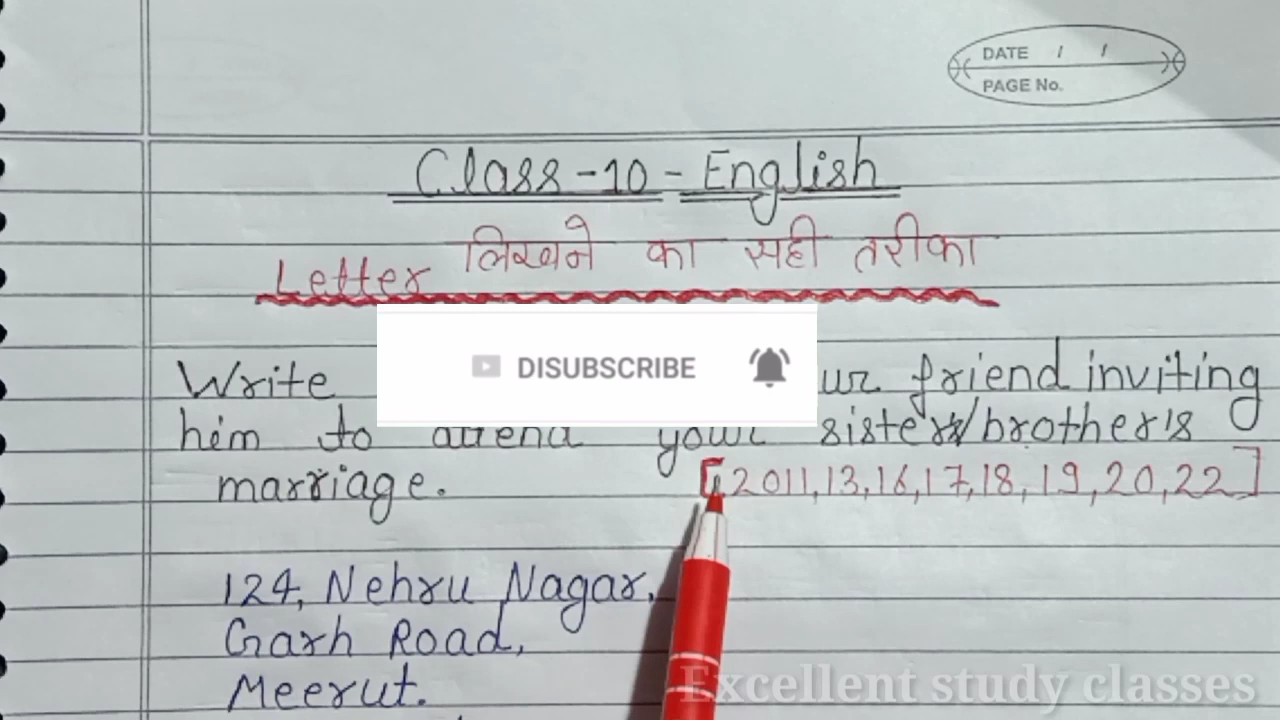 DATE / /
PAGE No.
Class-10-English
Letter लिखने का सही तरीका
Write ur friend inviting
DISUBSCRIBE
him to attend your sister's/brother's
marriage. [2011,13,16,17,18,19,20,22]
124, Nehru Nagar,
Garh Road,
Meerut.
Excellent study classes